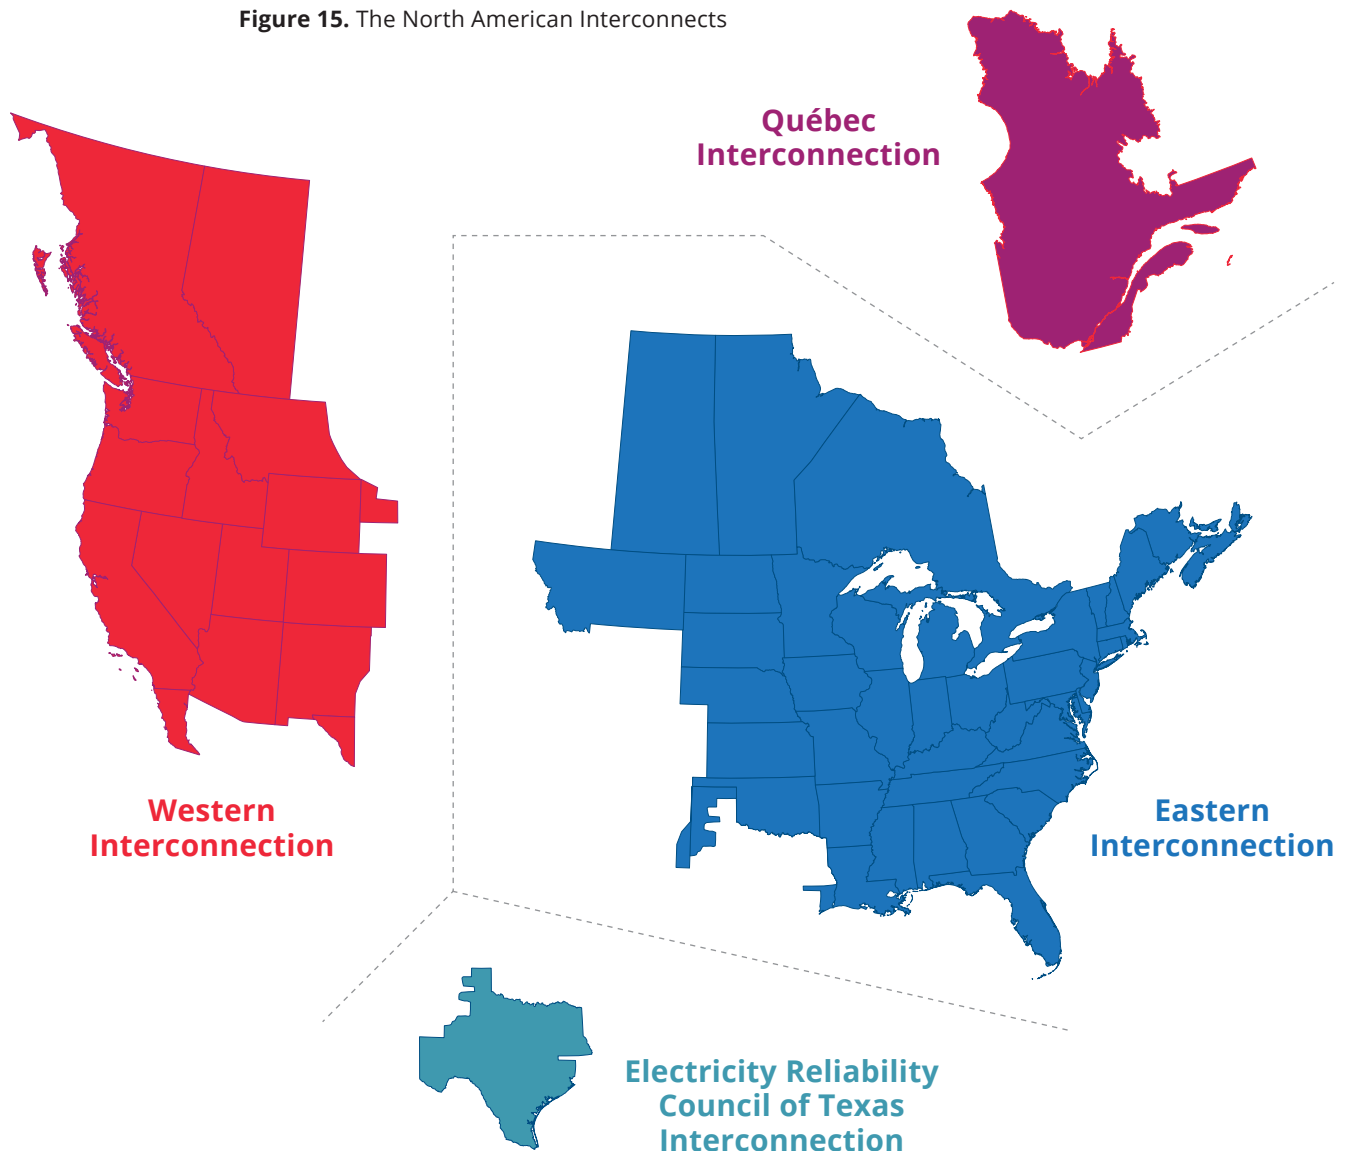 Figure 15. The North American Interconnects
Québec
Interconnection
Western
Interconnection
Eastern
Interconnection
Electricity Reliability
Council of Texas
Interconnection